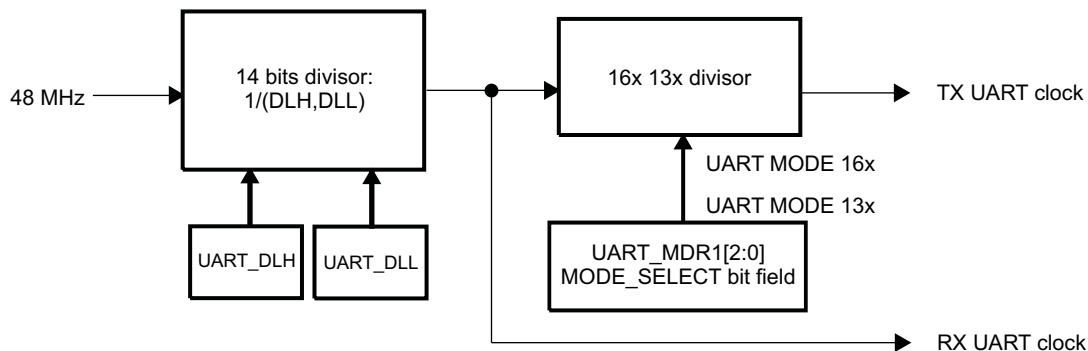 48 MHz
14 bits divisor:
1/(DLH,DLL)
16x 13x divisor
TX UART clock
UART MODE 16x
UART MODE 13x
UART_DLH
UART_DLL
UART_MDR1[2:0]
MODE_SELECT bit field
RX UART clock